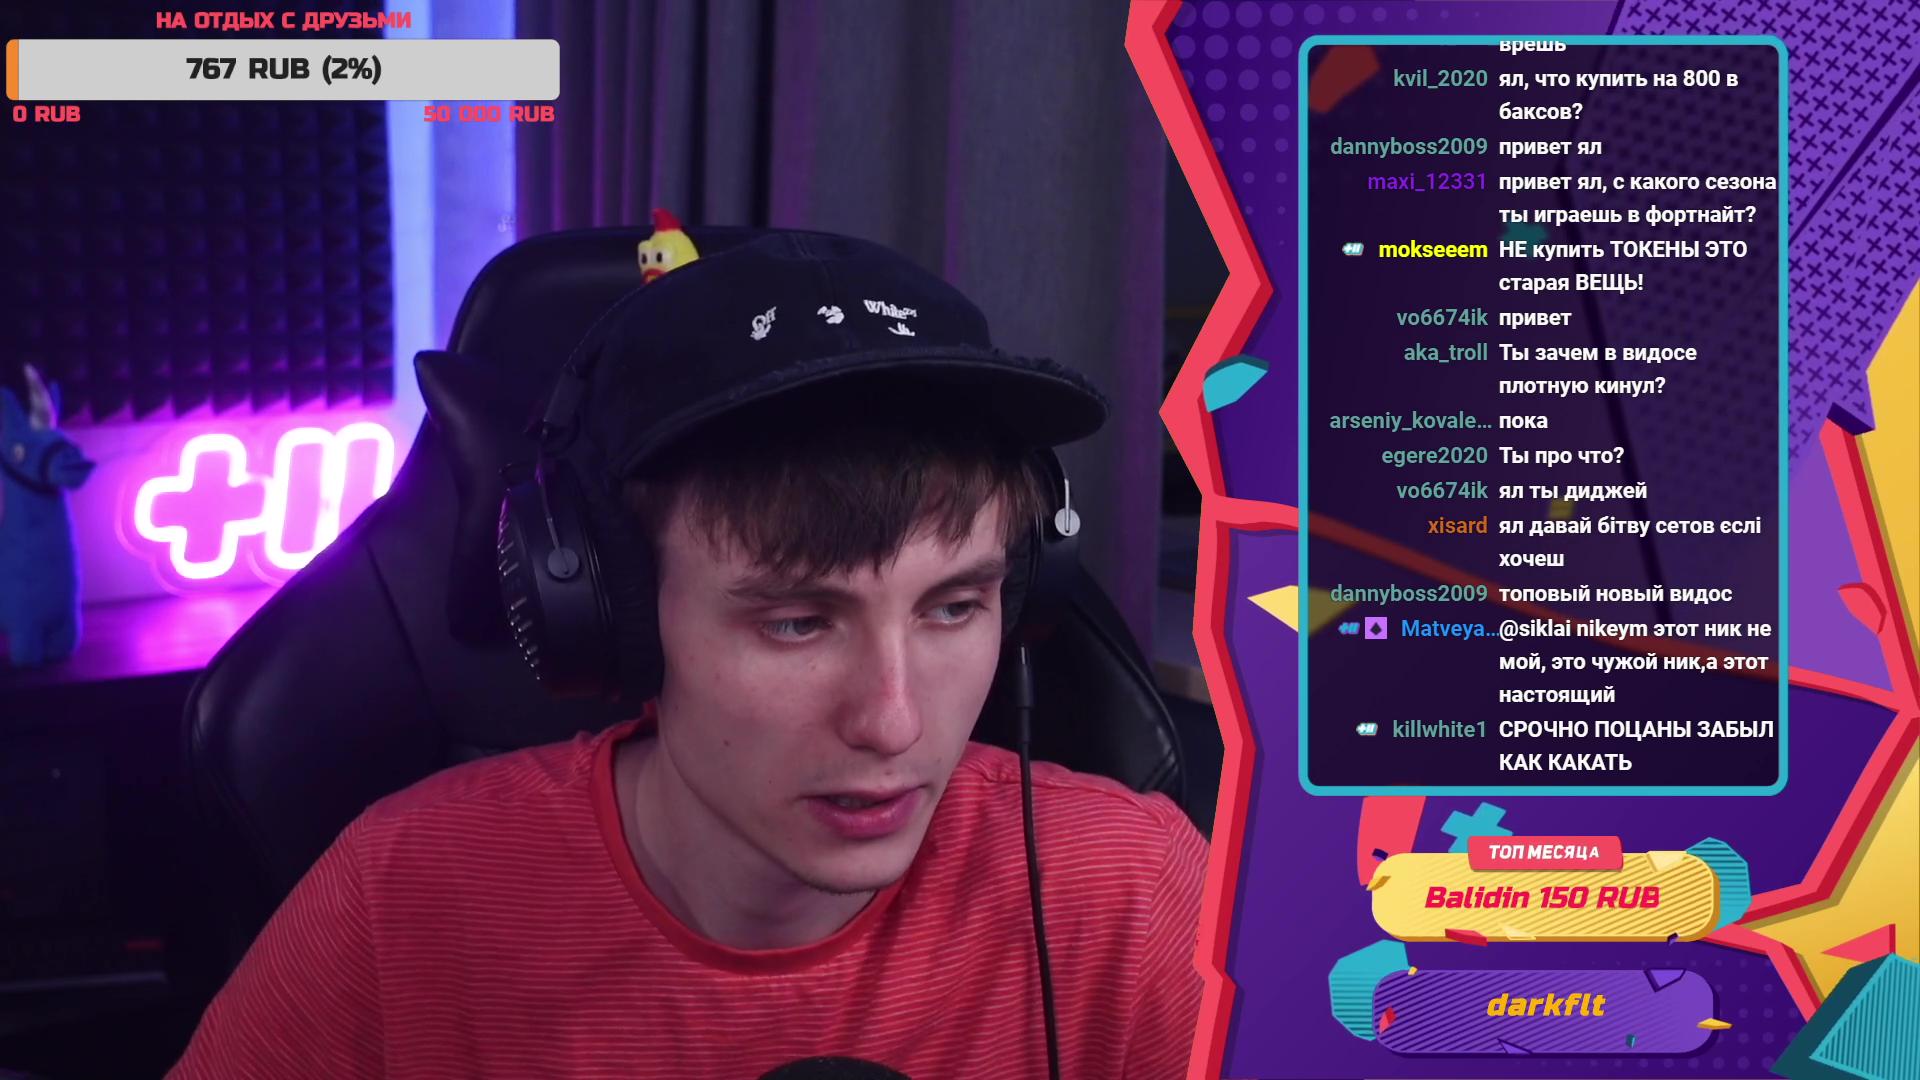 НА ОТДЫХ С ДРУЗЬМИ
767 RUB (2%)
0 RUB
50 000 RUB
Off
White™
врешь
kvil_2020 ял, что купить на 800 в
баксов?
dannyboss2009 привет ял
maxi_12331 привет ял, с какого сезона
ты играешь в фортнайт?
mokseeem НЕ купить ТОКЕНЫ ЭТО
старая ВЕЩЬ!
vo6674ik привет
aka_troll Ты зачем в видосе
плотную кинул?
arseniy_kovale... пока
egere2020 Ты про что?
vo6674ik ял ты диджей
xisard ял давай бітву сетов єслі
хочеш
dannyboss2009 топовый новый видос
Matveya... @siklai nikeym этот ник не
мой, это чужой ник,а этот
настоящий
killwhite1 СРОЧНО ПОЦАНЫ ЗАБЫЛ
КАК КАКАТЬ
ТОП МЕСЯЦА
Balidin 150 RUB
darkflt